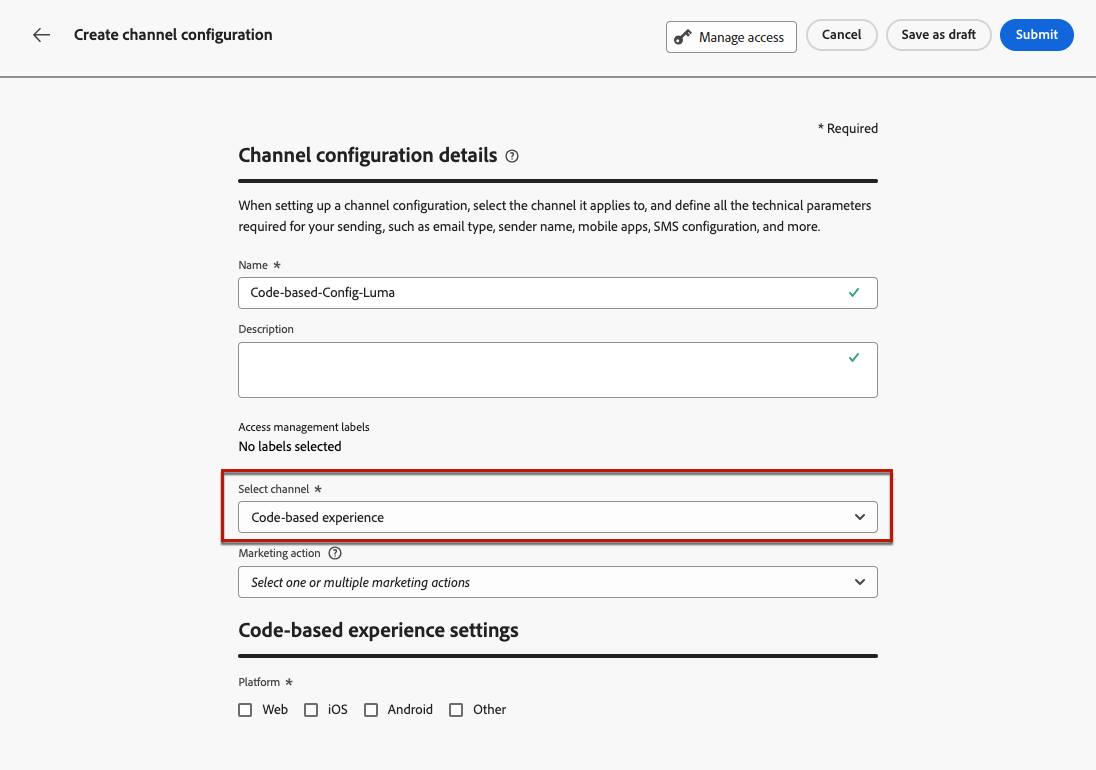 Create channel configuration
Manage access
Cancel
Save as draft
Submit
* Required
Channel configuration details
When setting up a channel configuration, select the channel it applies to, and define all the technical parameters
required for your sending, such as email type, sender name, mobile apps, SMS configuration, and more.
Name *
Code-based-Config-Luma
Description
Access management labels
No labels selected
Select channel *
Code-based experience
Marketing action
Select one or multiple marketing actions
Code-based experience settings
Platform *
Web iOS Android Other